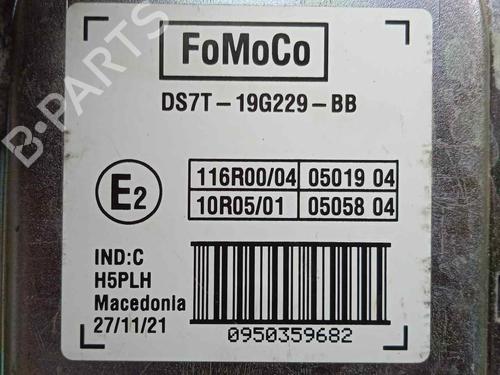 FoMoCo
DS7T-19G229-BB
E2
116R00/04 05019 04
10R05/01 05058 04
IND:C
H5PLH
Macedonia
27/11/21
0950359682
B-PARTS